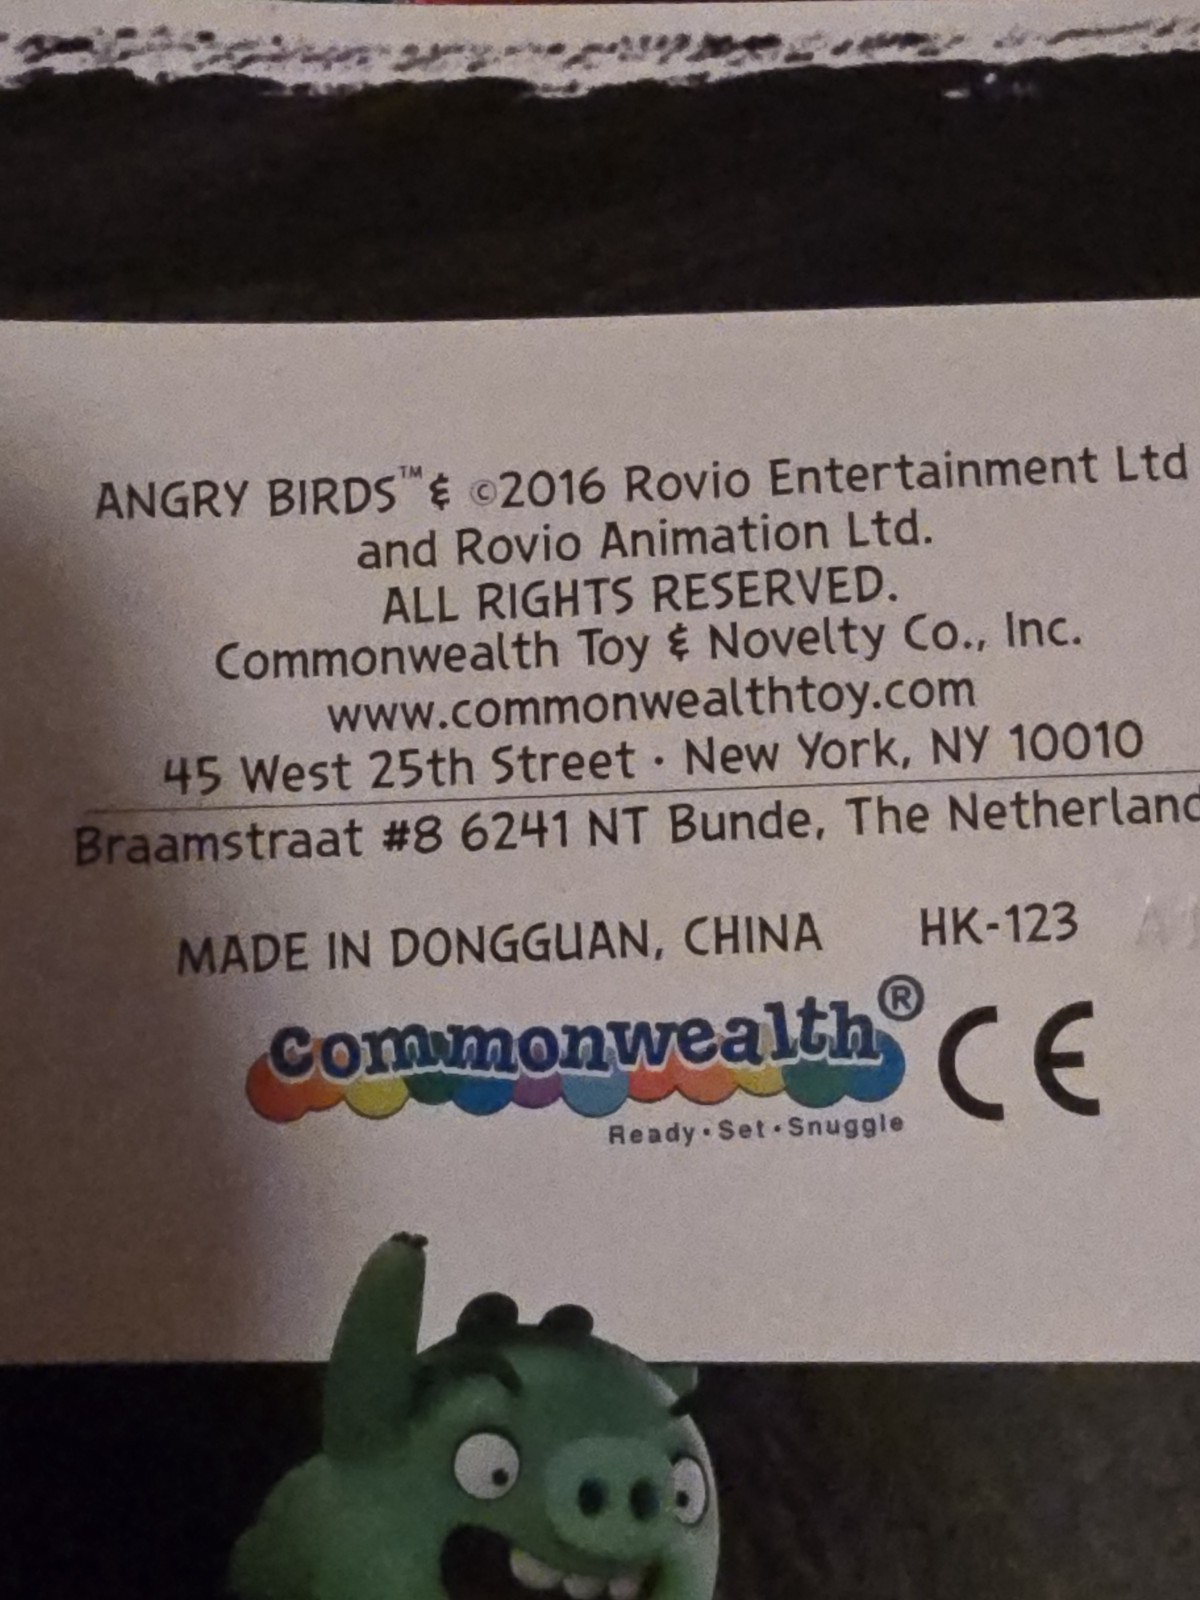 ANGRY BIRDS™& ©2016 Rovio Entertainment Ltd
and Rovio Animation Ltd.
ALL RIGHTS RESERVED.
Commonwealth Toy & Novelty Co., Inc.
www.commonwealthtoy.com
45 West 25th Street · New York, NY 10010
Braamstraat #8 6241 NT Bunde, The Netherland
MADE IN DONGGUAN, CHINA HK-123
commonwealth® CE
Ready·Set·Snuggle